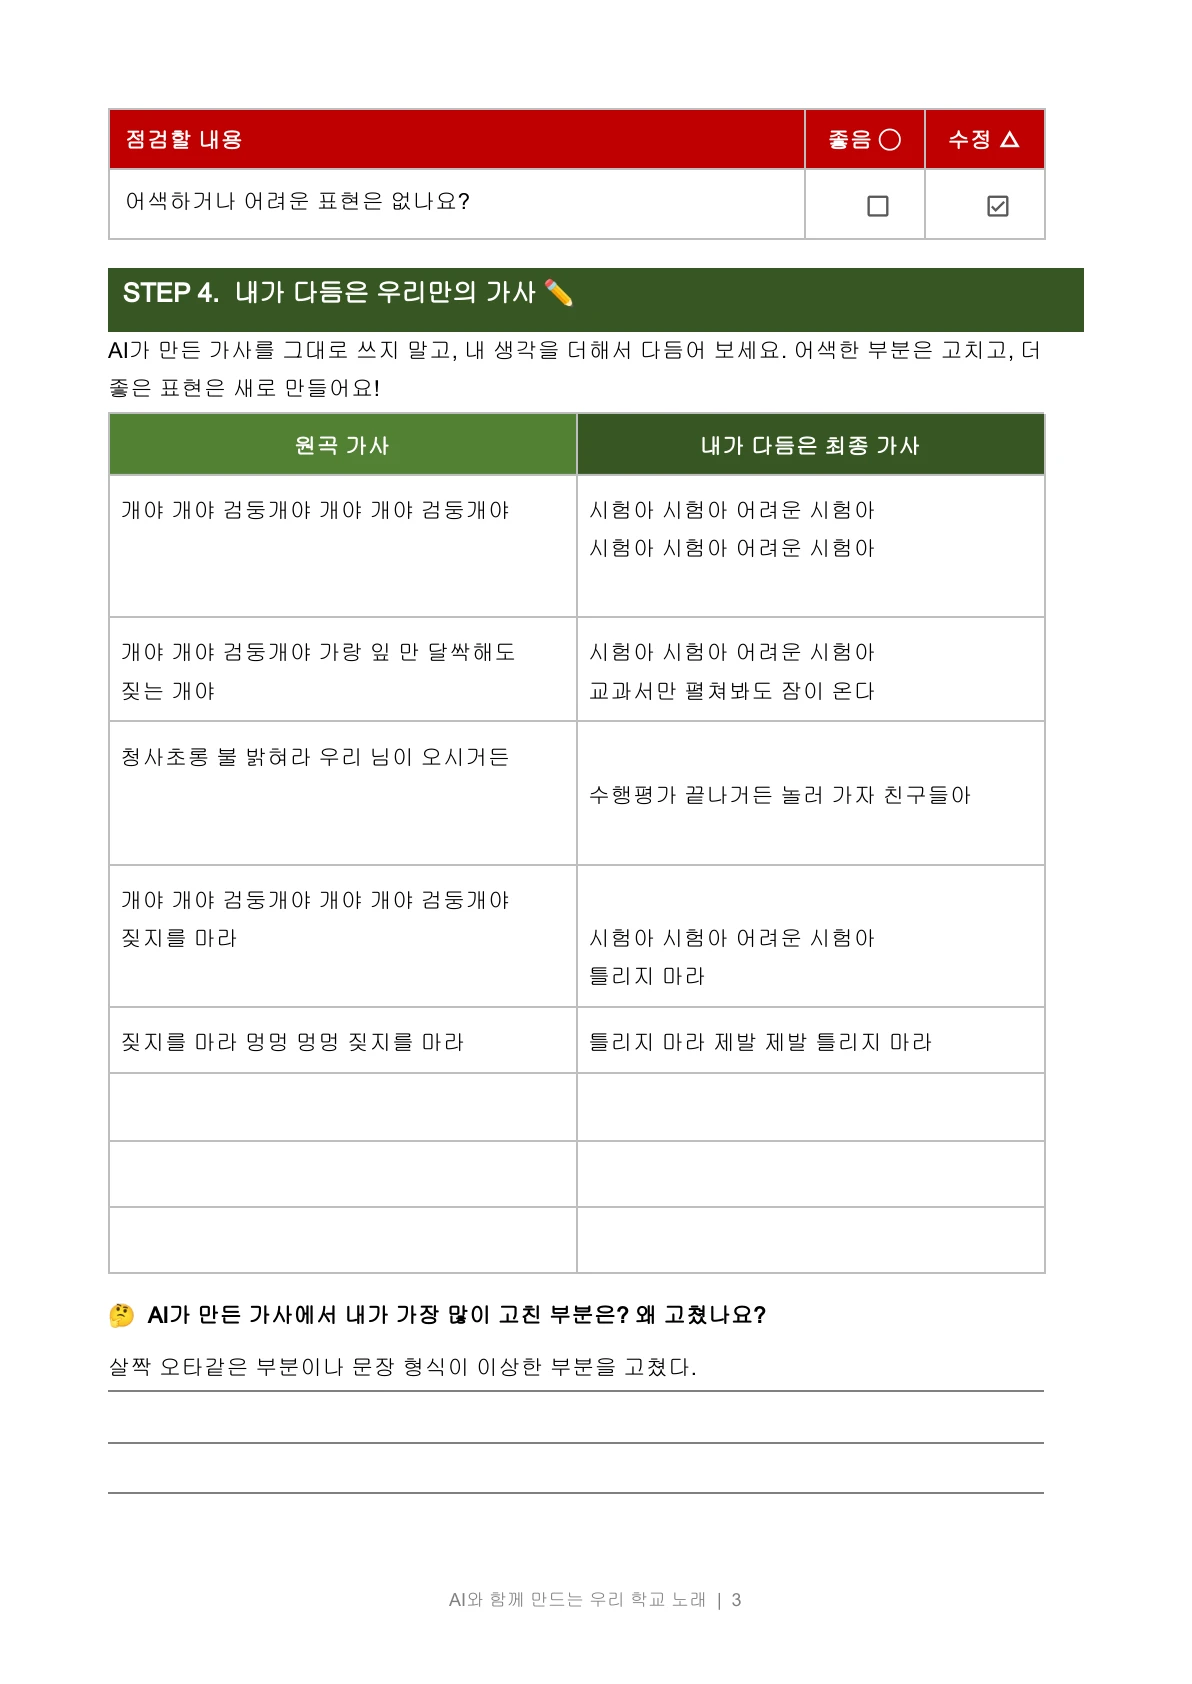 점검할 내용 좋음 ◯ 수정 △
어색하거나 어려운 표현은 없나요? ☐ ☑
STEP 4. 내가 다듬은 우리만의 가사 ✏️
AI가 만든 가사를 그대로 쓰지 말고, 내 생각을 더해서 다듬어 보세요. 어색한 부분은 고치고, 더
좋은 표현은 새로 만들어요!
원곡 가사 내가 다듬은 최종 가사
개야 개야 검둥개야 개야 개야 검둥개야
시험아 시험아 어려운 시험아
시험아 시험아 어려운 시험아
개야 개야 검둥개야 가랑 잎 만 달싹해도
짖는 개야
시험아 시험아 어려운 시험아
교과서만 펼쳐봐도 잠이 온다
청사초롱 불 밝혀라 우리 님이 오시거든
수행평가 끝나거든 놀러 가자 친구들아
개야 개야 검둥개야 개야 개야 검둥개야
짖지를 마라
시험아 시험아 어려운 시험아
틀리지 마라
짖지를 마라 멍멍 멍멍 짖지를 마라
틀리지 마라 제발 제발 틀리지 마라
🤔 AI가 만든 가사에서 내가 가장 많이 고친 부분은? 왜 고쳤나요?
살짝 오타같은 부분이나 문장 형식이 이상한 부분을 고쳤다.
AI와 함께 만드는 우리 학교 노래 | 3